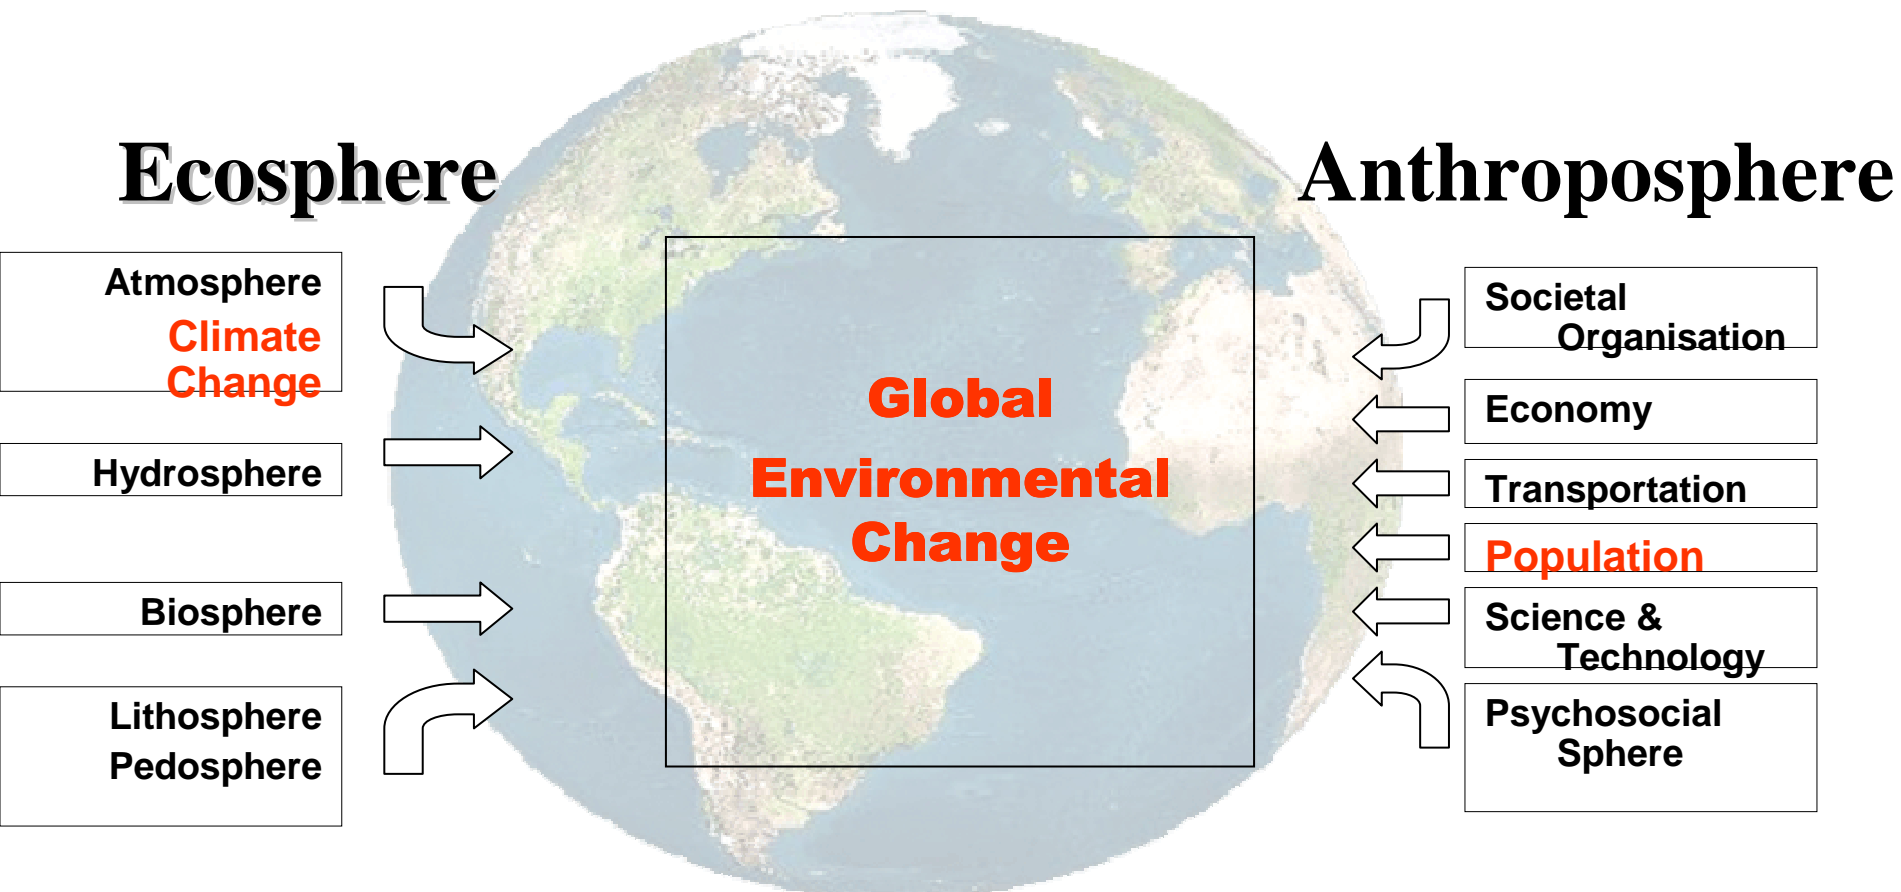 Ecosphere
Anthroposphere
Atmosphere
Climate
Change
Hydrosphere
Biosphere
Lithosphere
Pedosphere
Global
Environmental
Change
Societal
Organisation
Economy
Transportation
Population
Science &
Technology
Psychosocial
Sphere